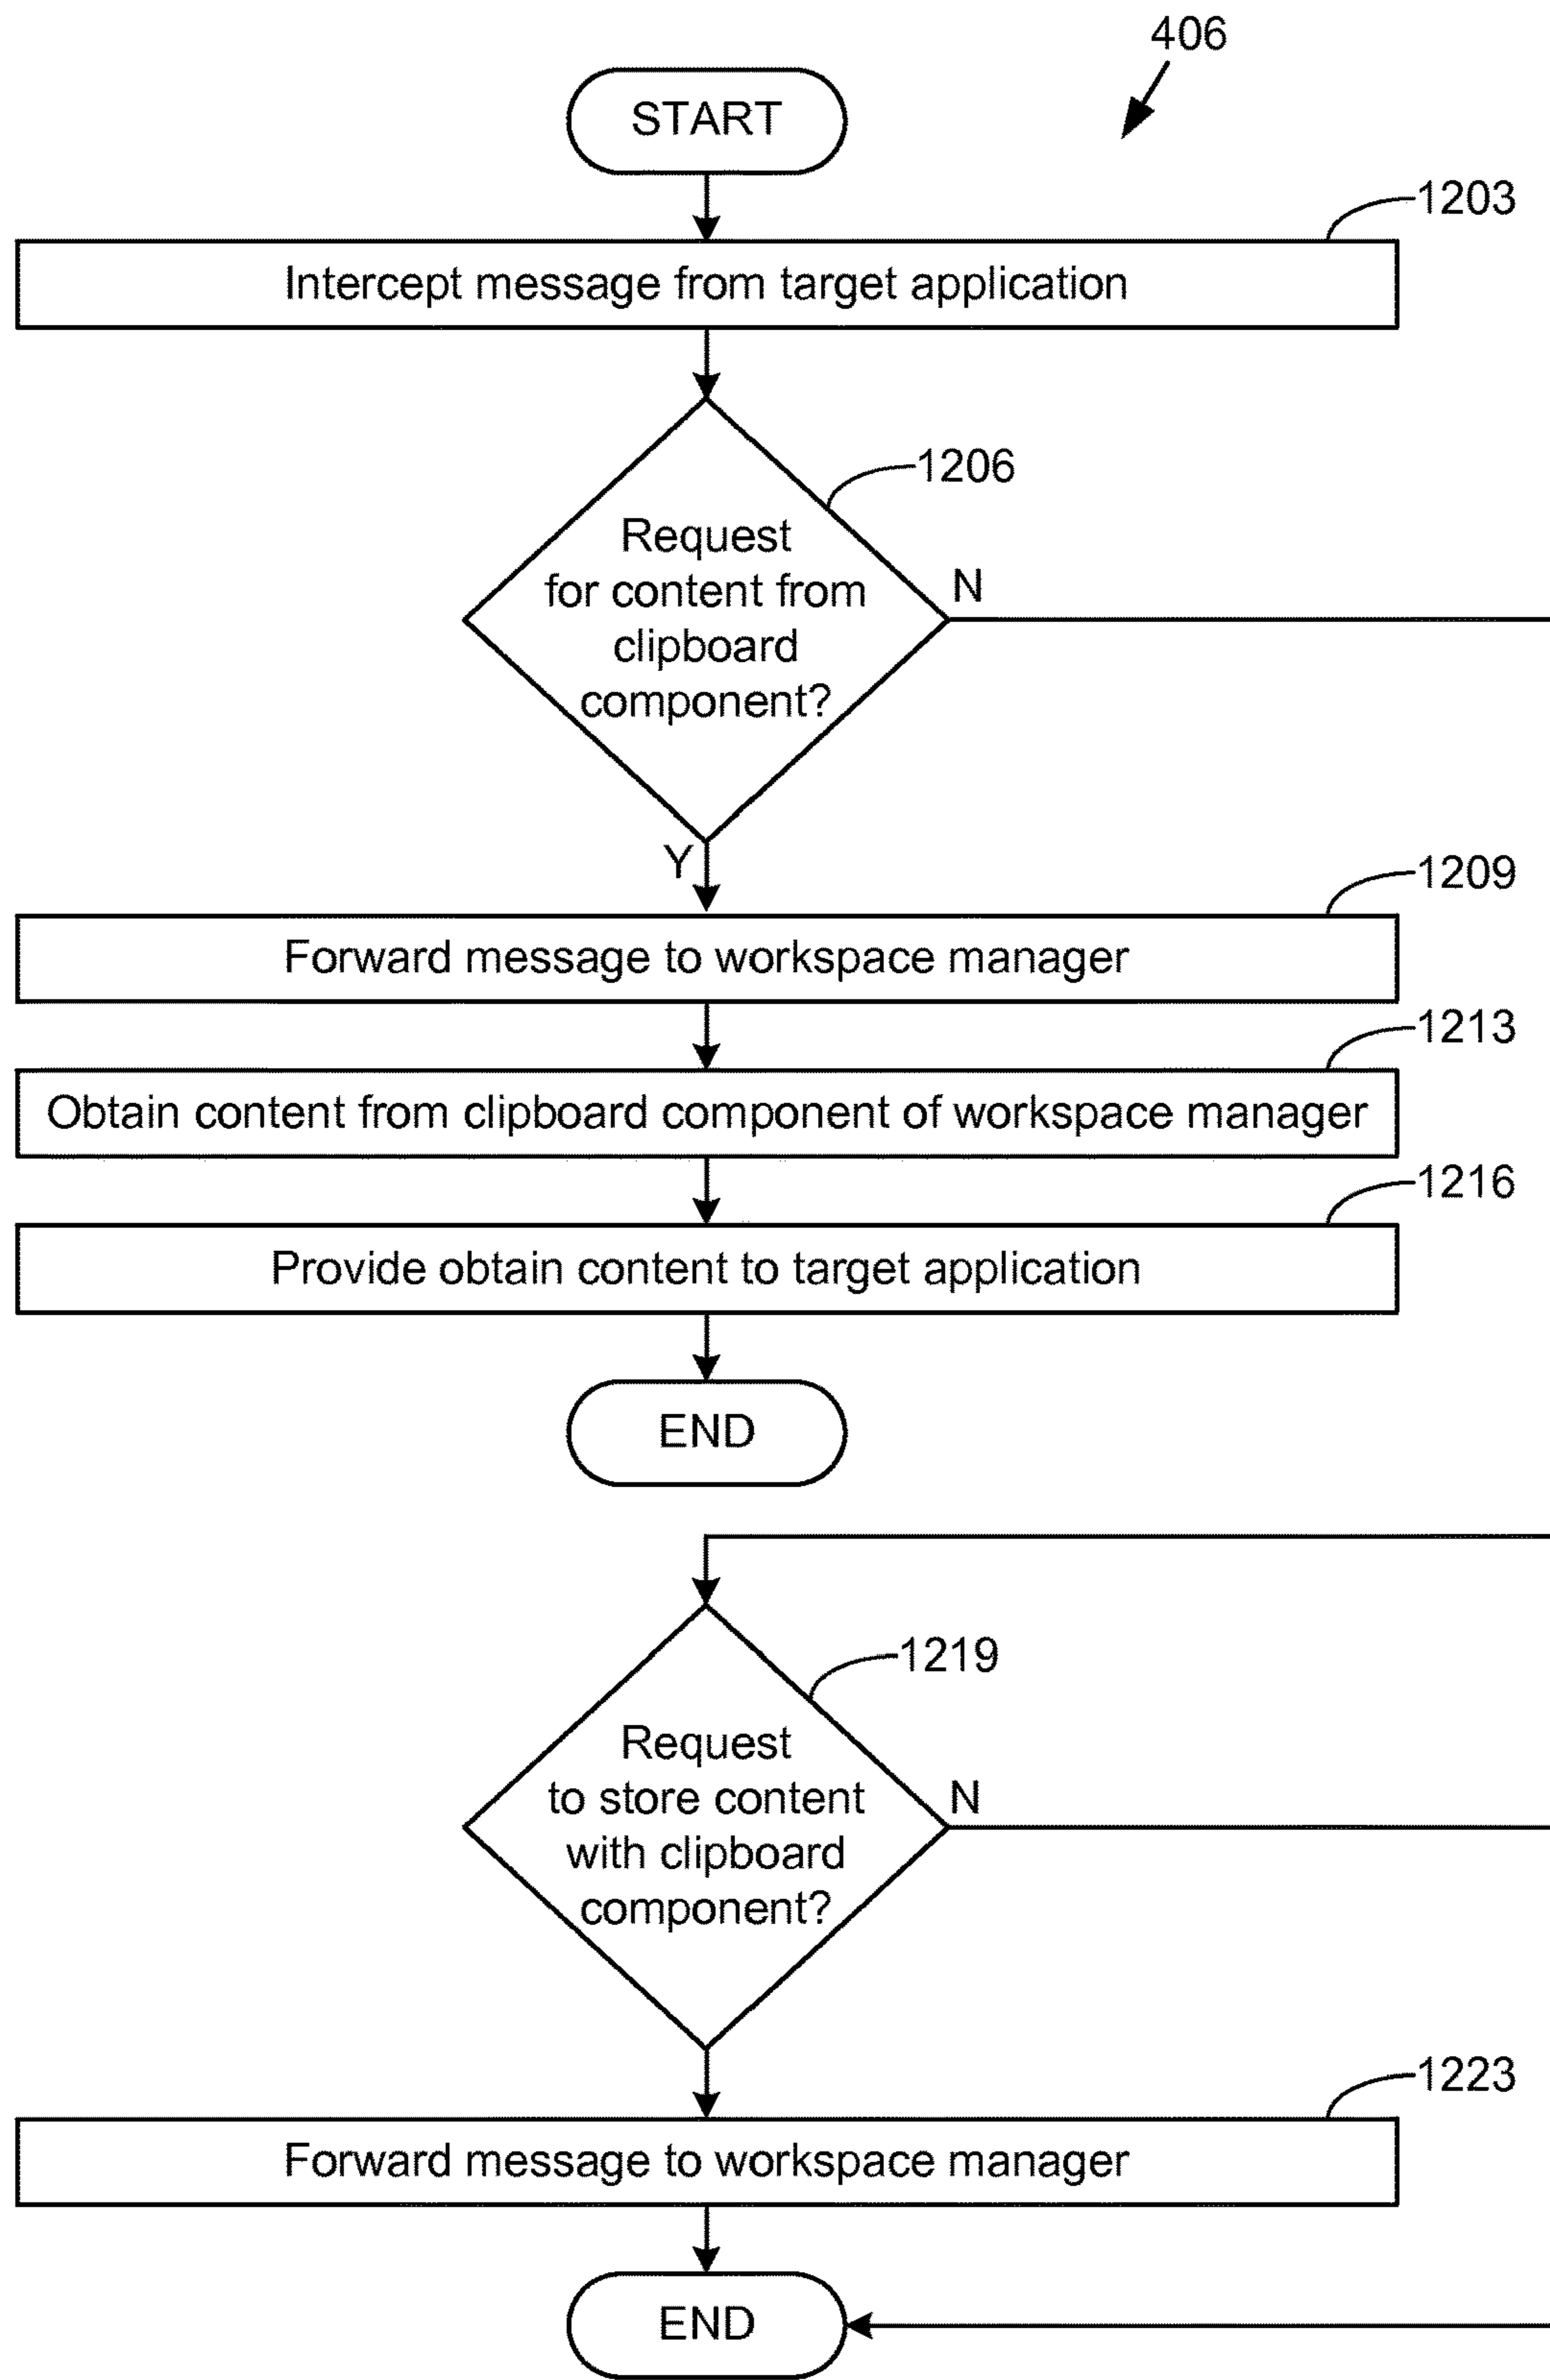 406
START
1203
Intercept message from target application
1206
Request
for content from
clipboard
component?
N
Y
1209
Forward message to workspace manager
1213
Obtain content from clipboard component of workspace manager
1216
Provide obtain content to target application
END
1219
Request
to store content
with clipboard
component?
N
1223
Forward message to workspace manager
END